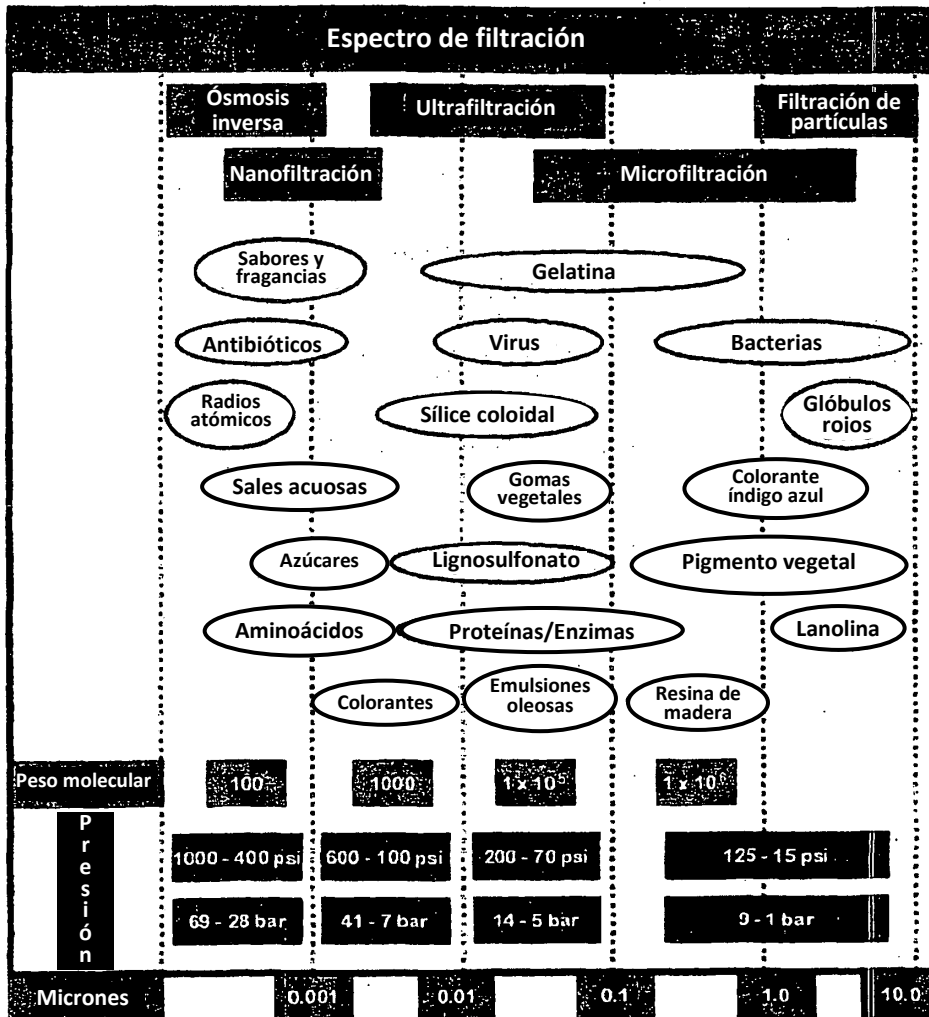 Espectro de filtración
Ósmosis
inversa
Ultrafiltración
Filtración de
partículas
Nanofiltración
Microfiltración
Sabores y
fragancias
Gelatina
Antibióticos
Virus
Bacterias
Radios
atómicos
Sílice coloidal
Glóbulos
rojos
Sales acuosas
Gomas
vegetales
Colorante
índigo azul
Azúcares
Lignosulfonato
Pigmento vegetal
Aminoácidos
Proteínas/Enzimas
Lanolina
Colorantes
Emulsiones
oleosas
Resina de
madera
Peso molecular
100
1000
1 x 10⁵
1 x 10⁶
Presión
1000 - 400 psi
600 - 100 psi
200 - 70 psi
125 - 15 psi
69 - 28 bar
41 - 7 bar
14 - 5 bar
9 - 1 bar
Micrones
0.001
0.01
0.1
1.0
10.0